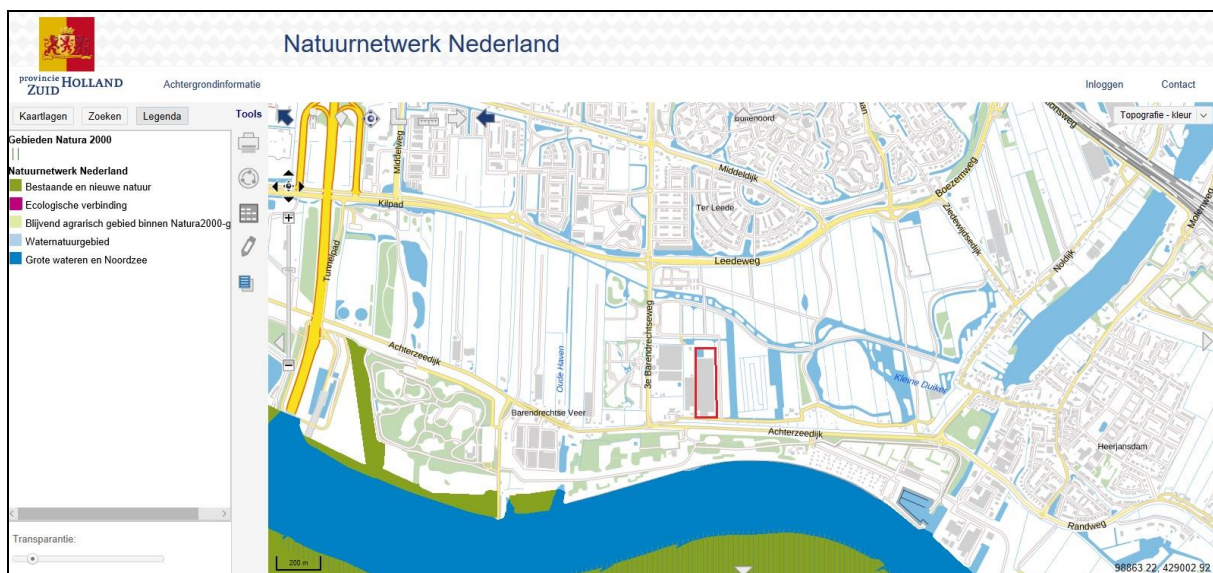 Natuurnetwerk Nederland
provincie
ZUID HOLLAND
Achtergrondinformatie
Inloggen
Contact
Kaartlagen
Zoeken
Legenda
Tools
Topografie - kleur
Gebieden Natura 2000
Natuurnetwerk Nederland
Bestaande en nieuwe natuur
Ecologische verbinding
Blijvend agrarisch gebied binnen Natura2000-g
Waternatuurgebied
Grote wateren en Noordzee
Transparantie:
Middelweg
Buitenoord
Middeldijk
Boezemweg
Molenweg
Kilpad
Ter Leede
Ziedewijdsedijk
Noldijk
Tunnelpad
Leedeweg
3e Barendrechtseweg
Achterzeedijk
Oude Haven
Kleine Duiker
Barendrechtse Veer
Achterzeedijk
Heerjansdam
Randweg
200 m
98863.22, 429002.92